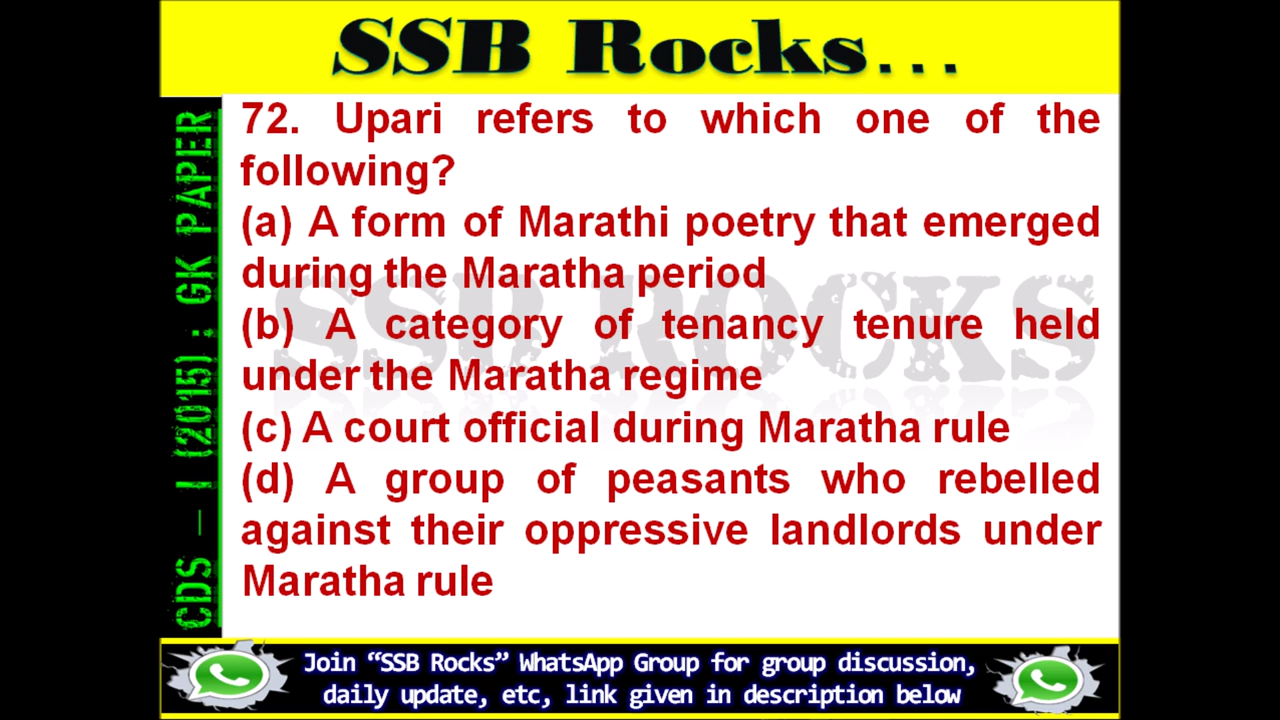 SSB Rocks...
CDS – I (2015) : GK PAPER
72. Upari refers to which one of the
following?
(a) A form of Marathi poetry that emerged
during the Maratha period
(b) A category of tenancy tenure held
under the Maratha regime
(c) A court official during Maratha rule
(d) A group of peasants who rebelled
against their oppressive landlords under
Maratha rule
SSB ROCKS
in
Join “SSB Rocks” WhatsApp Group for group discussion,
daily update, etc, link given in description below